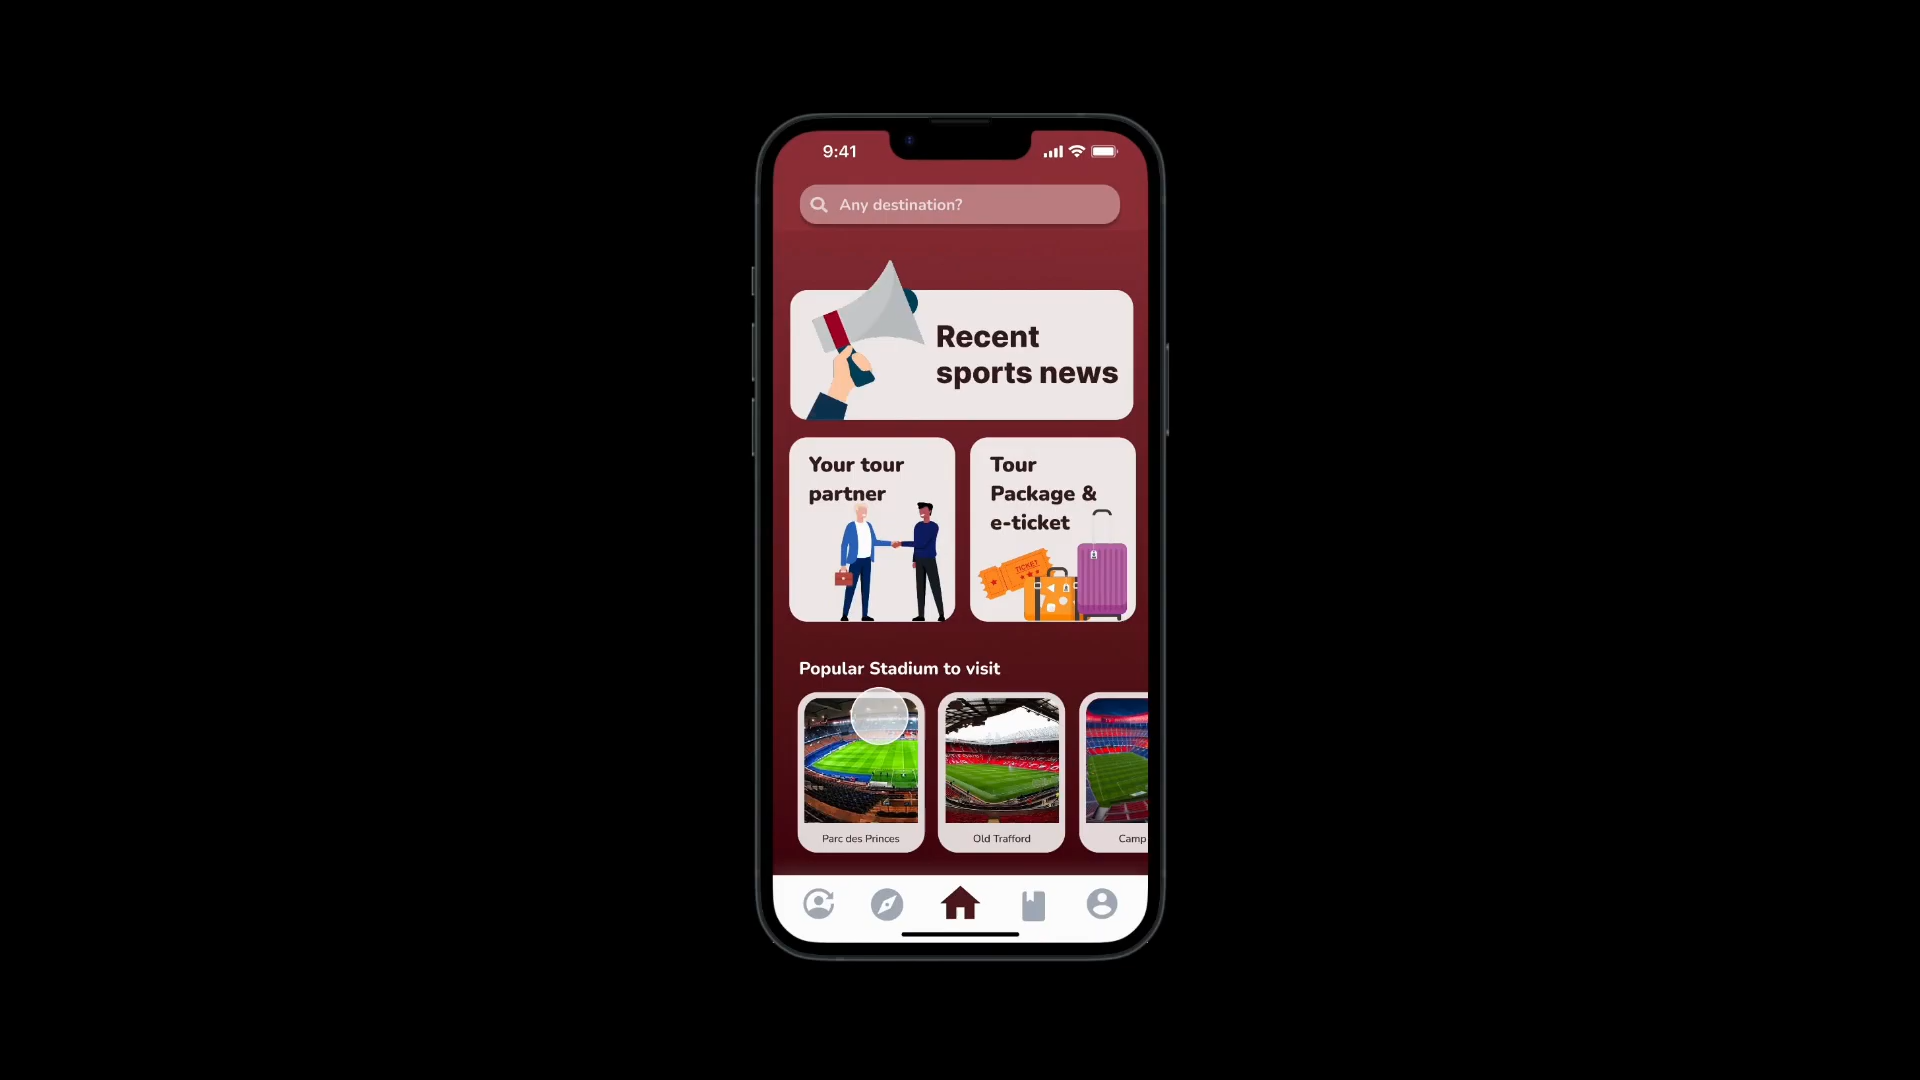 9:41
Any destination?
Recent
sports news
Your tour
partner
Tour
Package &
e-ticket
TICKET
Popular Stadium to visit
Parc des Princes
Old Trafford
Camp